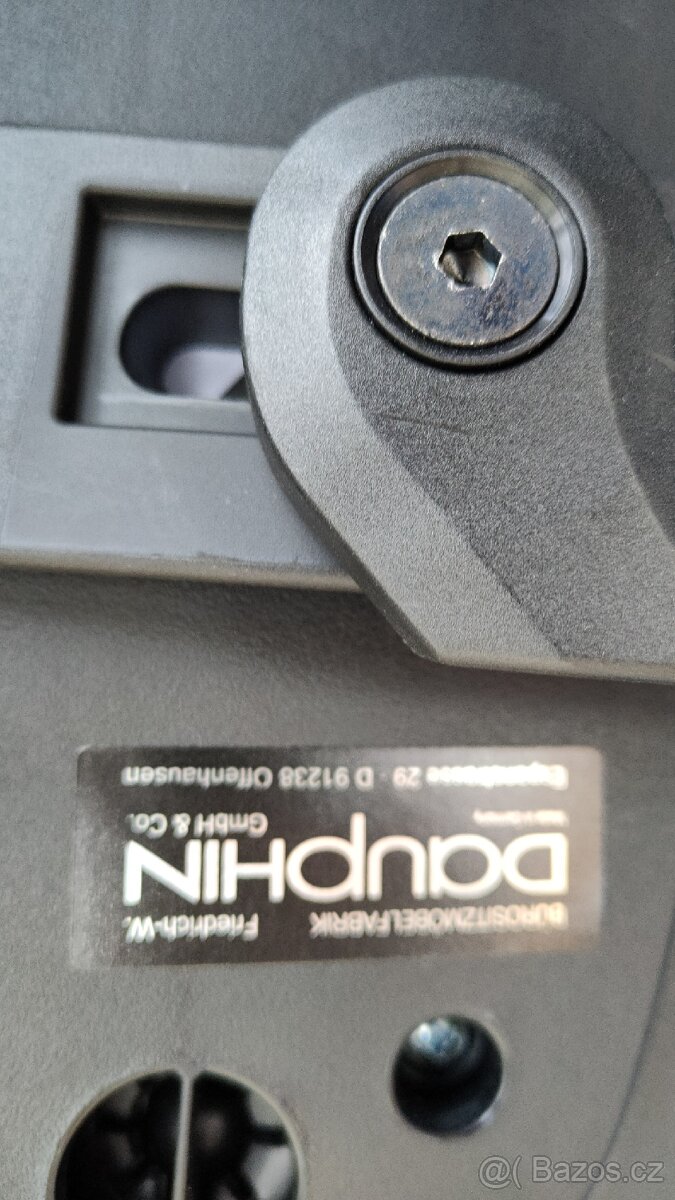 BÜROSITZMÖBELFABRIK Friedrich-W.
DAUPHIN
Made in Germany GmbH & Co.
Espanstrasse 29 · D 91238 Offenhausen
@( Bazos.cz